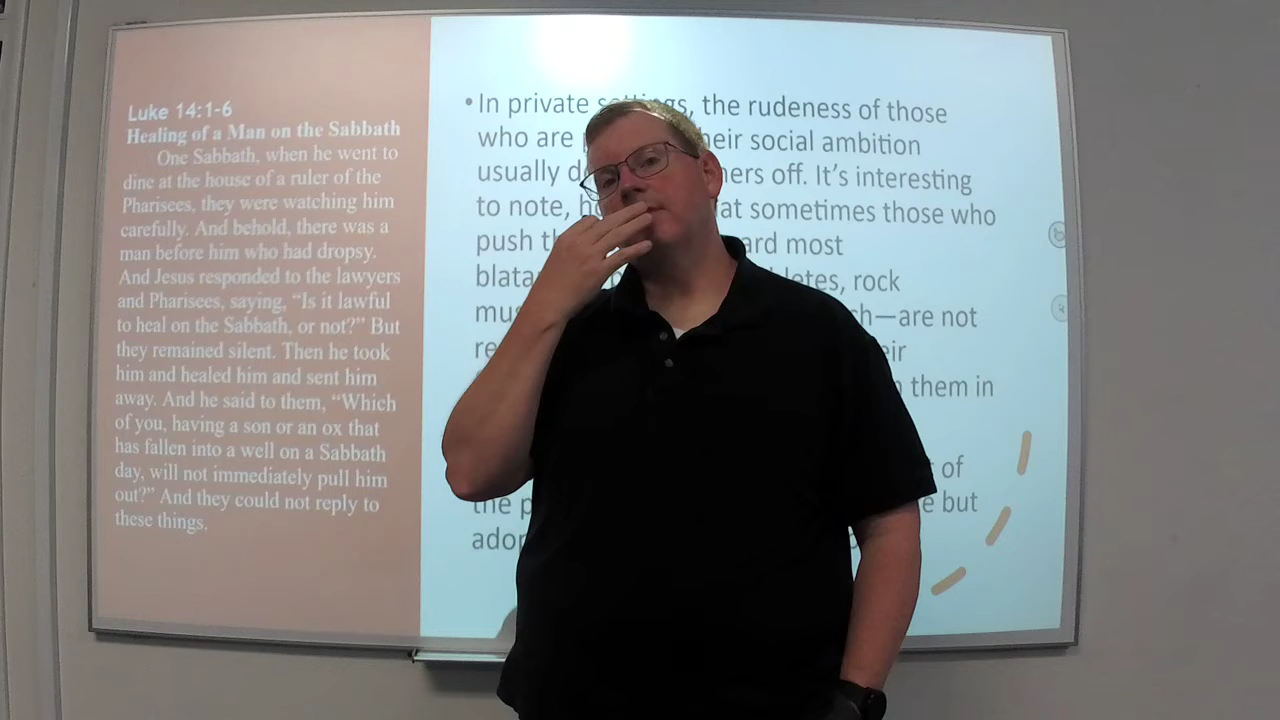 Luke 14:1-6
Healing of a Man on the Sabbath
One Sabbath, when he went to
dine at the house of a ruler of the
Pharisees, they were watching him
carefully. And behold, there was a
man before him who had dropsy.
And Jesus responded to the lawyers
and Pharisees, saying, “Is it lawful
to heal on the Sabbath, or not?” But
they remained silent. Then he took
him and healed him and sent him
away. And he said to them, “Which
of you, having a son or an ox that
has fallen into a well on a Sabbath
day, will not immediately pull him
out?” And they could not reply to
these things.
•In private settings, the rudeness of those
who are their social ambition
usually others off. It’s interesting
to note, that sometimes those who
push most
rock
are not
them in
of
the but